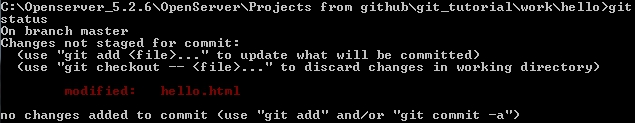 C:\Openserver_5.2.6\OpenServer\Projects from github\git_tutorial\work\hello>git
status
On branch master
Changes not staged for commit:
  (use "git add <file>..." to update what will be committed)
  (use "git checkout -- <file>..." to discard changes in working directory)
        modified:   hello.html
no changes added to commit (use "git add" and/or "git commit -a")